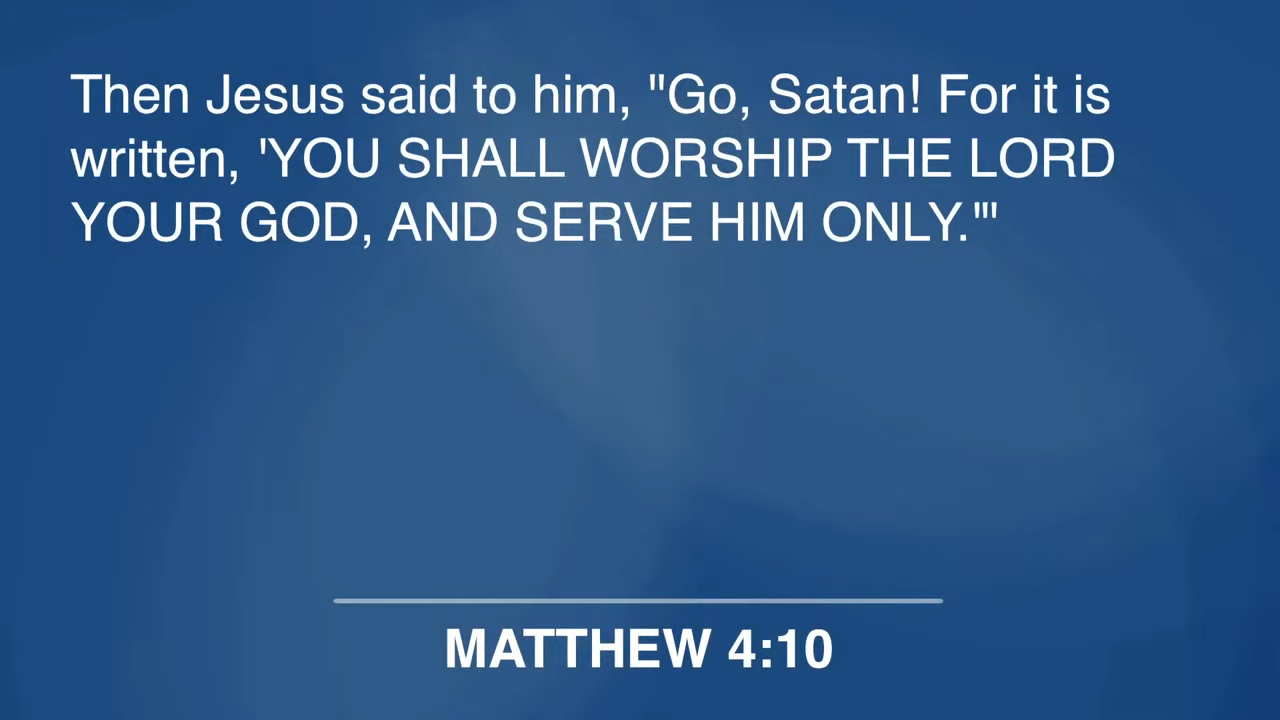 Then Jesus said to him, "Go, Satan! For it is
written, 'YOU SHALL WORSHIP THE LORD
YOUR GOD, AND SERVE HIM ONLY.'"
MATTHEW 4:10